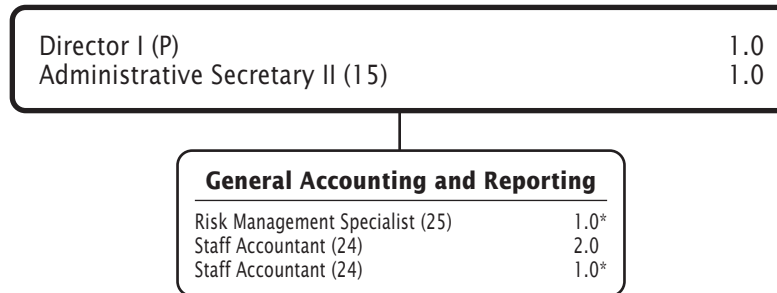 Director I (P) 1.0
Administrative Secretary II (15) 1.0
General Accounting and Reporting
Risk Management Specialist (25) 1.0*
Staff Accountant (24) 2.0
Staff Accountant (24) 1.0*